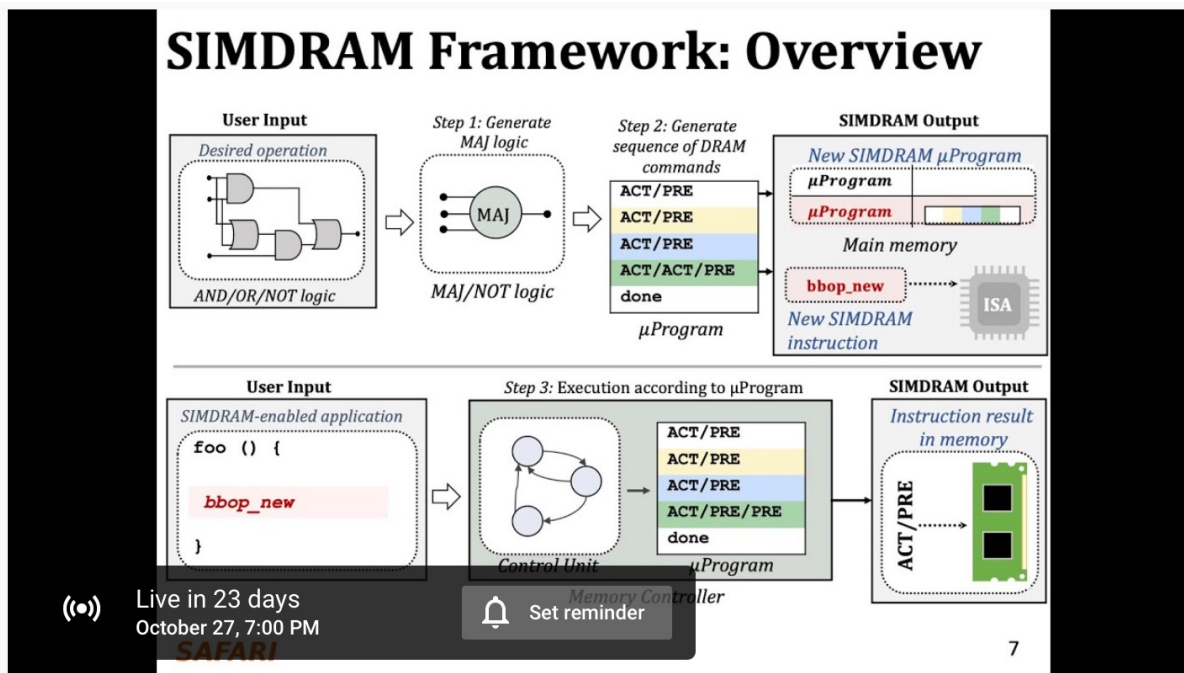 SIMDRAM Framework: Overview
User Input
Desired operation
AND/OR/NOT logic
Step 1: Generate
MAJ logic
MAJ
MAJ/NOT logic
Step 2: Generate
sequence of DRAM
commands
ACT/PRE
ACT/PRE
ACT/PRE
ACT/ACT/PRE
done
μProgram
SIMDRAM Output
New SIMDRAM μProgram
μProgram
μProgram
Main memory
bbop_new
ISA
New SIMDRAM
instruction
User Input
SIMDRAM-enabled application
foo () {
bbop_new
}
Step 3: Execution according to μProgram
Control Unit
ACT/PRE
ACT/PRE
ACT/PRE
ACT/PRE/PRE
done
μProgram
Memory Controller
SIMDRAM Output
Instruction result
in memory
ACT/PRE
Live in 23 days
October 27, 7:00 PM
Set reminder
SAFARI
7